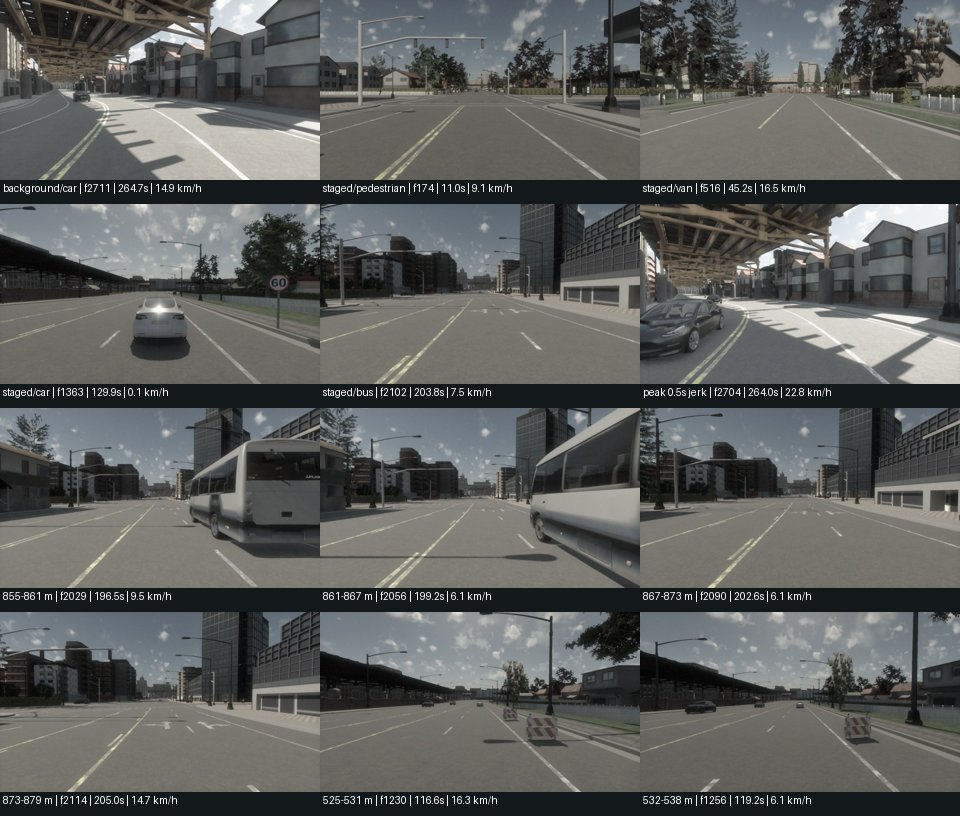 background/car | f2711 | 264.7s | 14.9 km/h
staged/pedestrian | f174 | 11.0s | 9.1 km/h
staged/van | f516 | 45.2s | 16.5 km/h
60
staged/car | f1363 | 129.9s | 0.1 km/h
staged/bus | f2102 | 203.8s | 7.5 km/h
peak 0.5s jerk | f2704 | 264.0s | 22.8 km/h
855-861 m | f2029 | 196.5s | 9.5 km/h
861-867 m | f2056 | 199.2s | 6.1 km/h
867-873 m | f2090 | 202.6s | 6.1 km/h
873-879 m | f2114 | 205.0s | 14.7 km/h
525-531 m | f1230 | 116.6s | 16.3 km/h
532-538 m | f1256 | 119.2s | 6.1 km/h